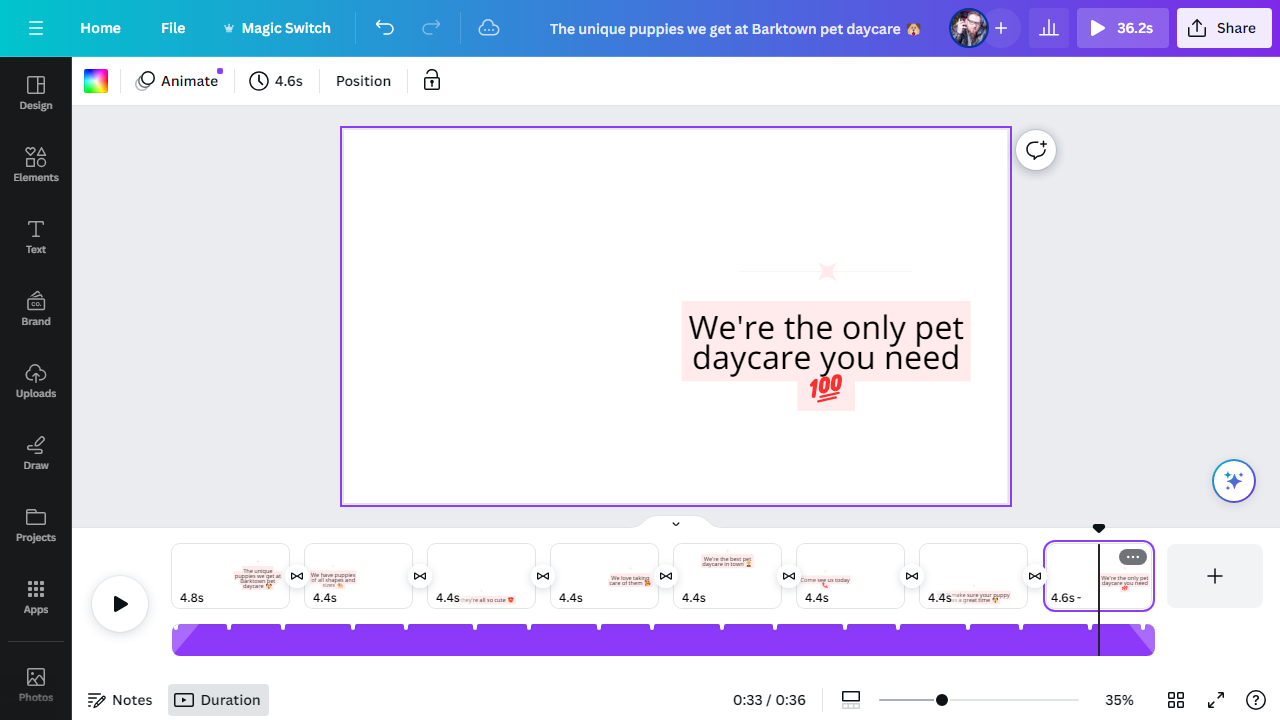 Home
File
Magic Switch
The unique puppies we get at Barktown pet daycare 🙈
36.2s
Share
Design
Elements
Text
CO.
Brand
Uploads
Draw
Projects
Apps
Photos
Animate
4.6s
Position
We're the only pet
daycare you need
💯
The unique
puppies we get at
Barktown pet
daycare
4.8s
We have puppies
of all shapes and
sizes
4.4s
they're all so cute
4.4s
We love taking
care of them
4.4s
We're the best pet
daycare in town
4.4s
Come see us today
4.4s
make sure your puppy
has a great time
4.4s
We're the only pet
daycare you need
💯
4.6s
Notes
Duration
0:33 / 0:36
35%